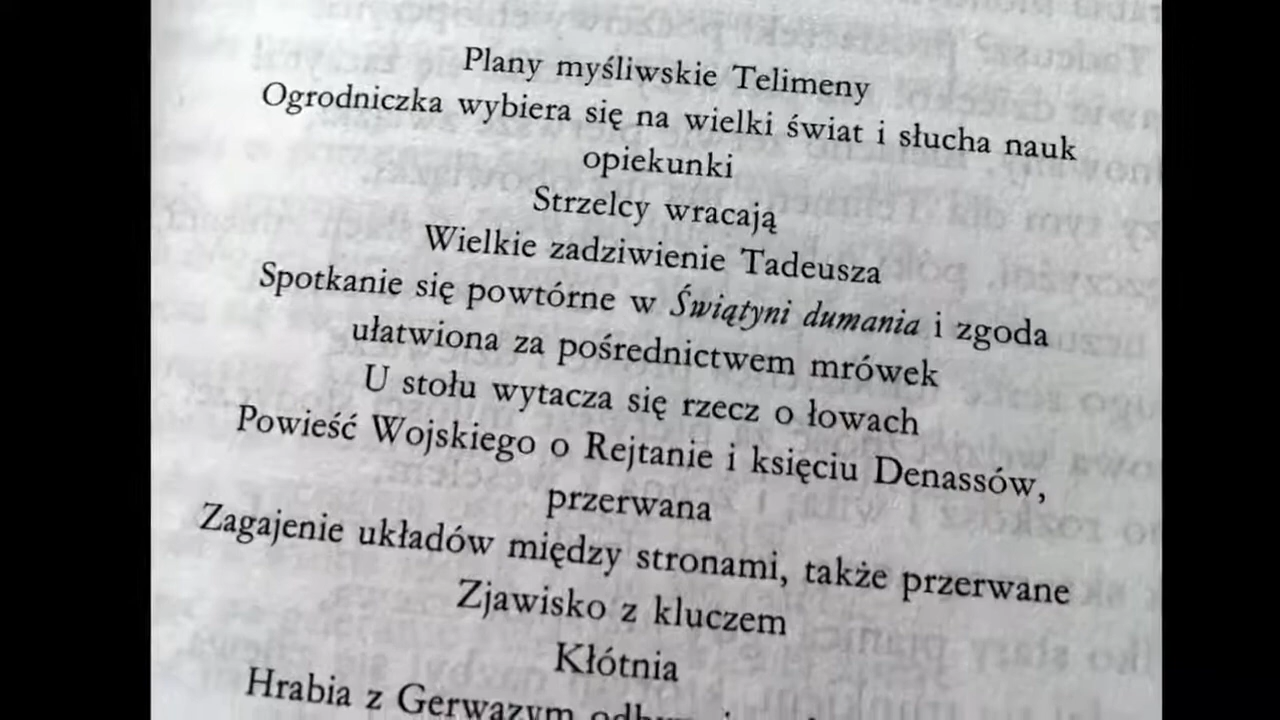 Plany myśliwskie Telimeny
Ogrodniczka wybiera się na wielki świat i słucha nauk
opiekunki
Strzelcy wracają
Wielkie zadziwienie Tadeusza
Spotkanie się powtórne w Świątyni dumania i zgoda
ułatwiona za pośrednictwem mrówek
U stołu wytacza się rzecz o łowach
Powieść Wojskiego o Rejtanie i księciu Denassów,
przerwana
Zagajenie układów między stronami, także przerwane
Zjawisko z kluczem
Kłótnia
Hrabia z Gerwazym